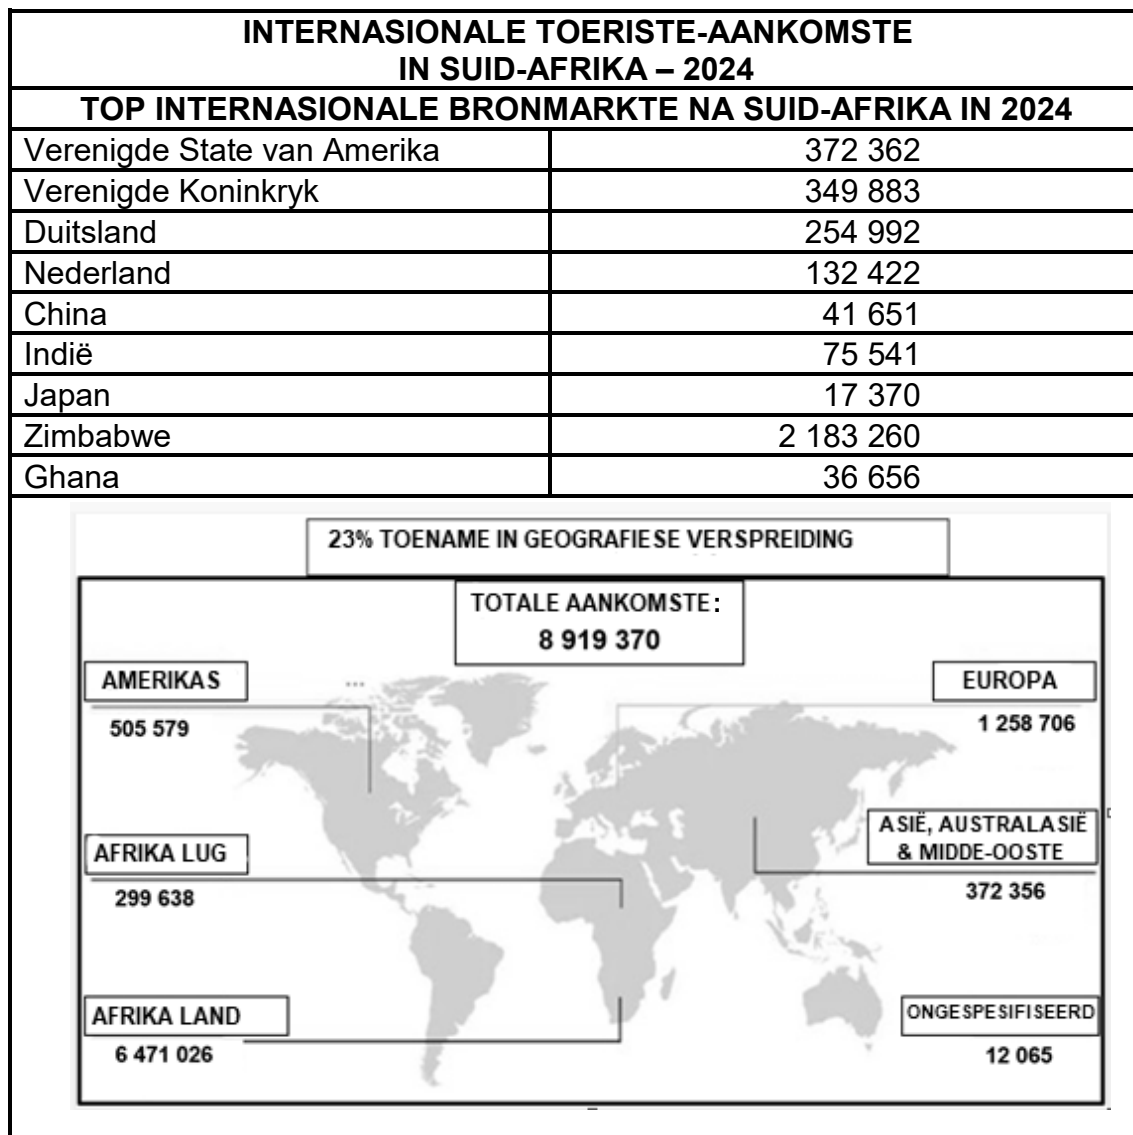 INTERNASIONALE TOERISTE-AANKOMSTE
IN SUID-AFRIKA – 2024
TOP INTERNASIONALE BRONMARKTE NA SUID-AFRIKA IN 2024
Verenigde State van Amerika 372 362
Verenigde Koninkryk 349 883
Duitsland 254 992
Nederland 132 422
China 41 651
Indië 75 541
Japan 17 370
Zimbabwe 2 183 260
Ghana 36 656
23% TOENAME IN GEOGRAFIESE VERSPREIDING
TOTALE AANKOMSTE:
8 919 370
AMERIKAS
505 579
EUROPA
1 258 706
AFRIKA LUG
299 638
ASIË, AUSTRALASIË
& MIDDE-OOSTE
372 356
AFRIKA LAND
6 471 026
ONGESPESIFISEERD
12 065